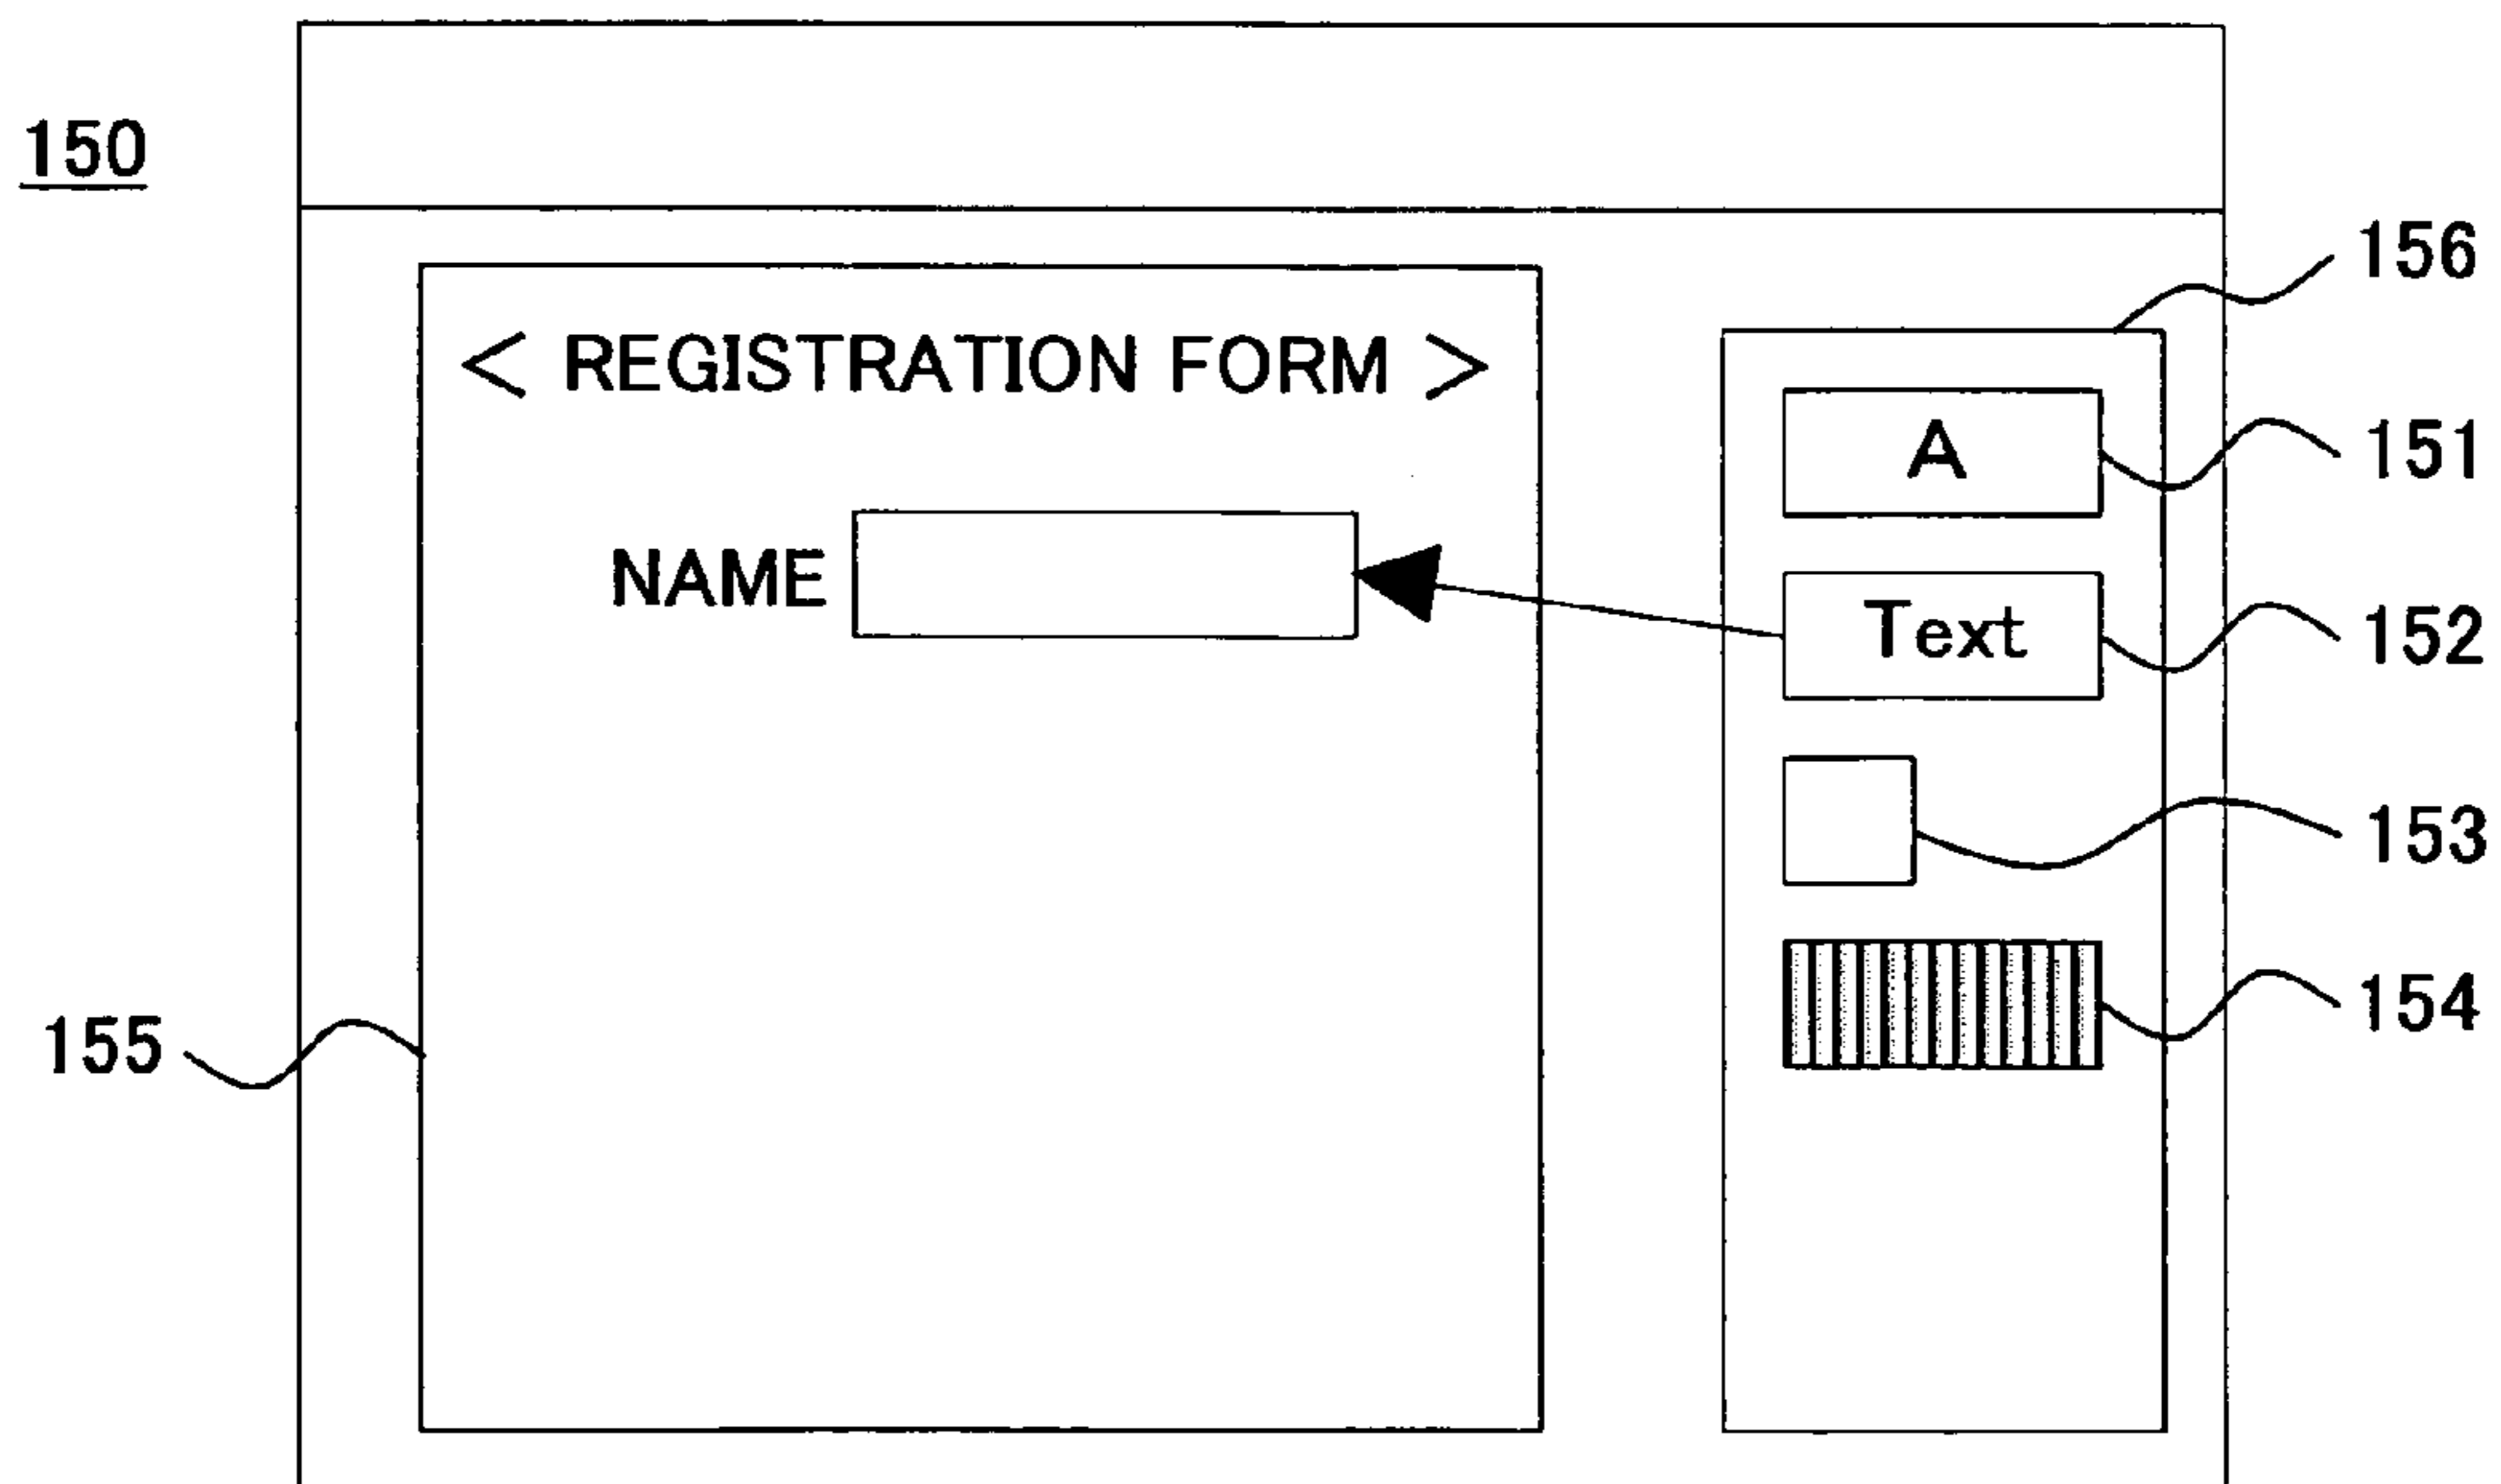 150
156
< REGISTRATION FORM >
A
151
NAME
Text
152
153
154
155